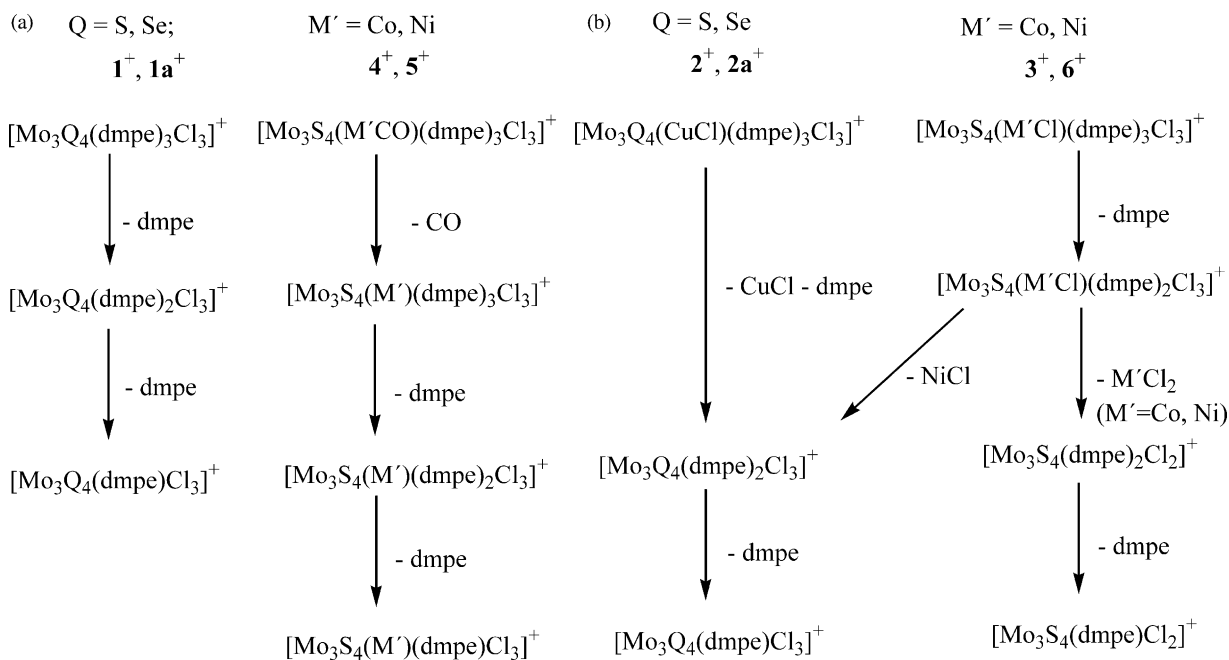 (a) Q = S, Se; M′ = Co, Ni (b) Q = S, Se M′ = Co, Ni
1⁺, 1a⁺ 4⁺, 5⁺ 2⁺, 2a⁺ 3⁺, 6⁺
[Mo₃Q₄(dmpe)₃Cl₃]⁺ [Mo₃S₄(M′CO)(dmpe)₃Cl₃]⁺ [Mo₃Q₄(CuCl)(dmpe)₃Cl₃]⁺ [Mo₃S₄(M′Cl)(dmpe)₃Cl₃]⁺
- dmpe - CO - dmpe
[Mo₃Q₄(dmpe)₂Cl₃]⁺ [Mo₃S₄(M′)(dmpe)₃Cl₃]⁺ - CuCl - dmpe [Mo₃S₄(M′Cl)(dmpe)₂Cl₃]⁺
- dmpe - dmpe - NiCl - M′Cl₂
(M′=Co, Ni)
[Mo₃Q₄(dmpe)Cl₃]⁺ [Mo₃S₄(M′)(dmpe)₂Cl₃]⁺ [Mo₃Q₄(dmpe)₂Cl₃]⁺ [Mo₃S₄(dmpe)₂Cl₂]⁺
- dmpe - dmpe - dmpe
[Mo₃S₄(M′)(dmpe)Cl₃]⁺ [Mo₃Q₄(dmpe)Cl₃]⁺ [Mo₃S₄(dmpe)Cl₂]⁺